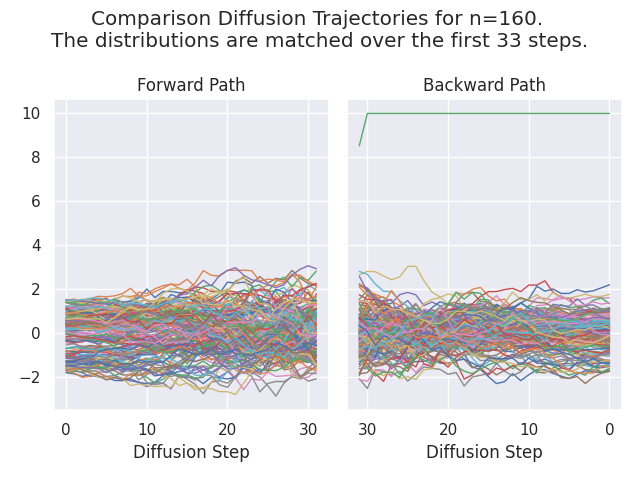 Comparison Diffusion Trajectories for n=160.
The distributions are matched over the first 33 steps.
Forward Path
Backward Path
10
8
6
4
2
0
−2
0 10 20 30
30 20 10 0
Diffusion Step
Diffusion Step